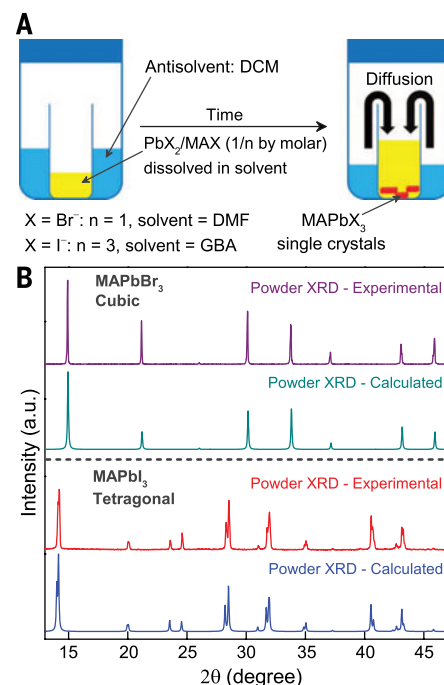 A
Antisolvent: DCM
Diffusion
Time
PbX₂/MAX (1/n by molar)
dissolved in solvent
X = Br⁻: n = 1, solvent = DMF
X = I⁻: n = 3, solvent = GBA
MAPbX₃
single crystals
B
MAPbBr₃
Cubic
Powder XRD - Experimental
Powder XRD - Calculated
MAPbI₃
Tetragonal
Powder XRD - Experimental
Powder XRD - Calculated
Intensity (a.u.)
15 20 25 30 35 40 45
2θ (degree)